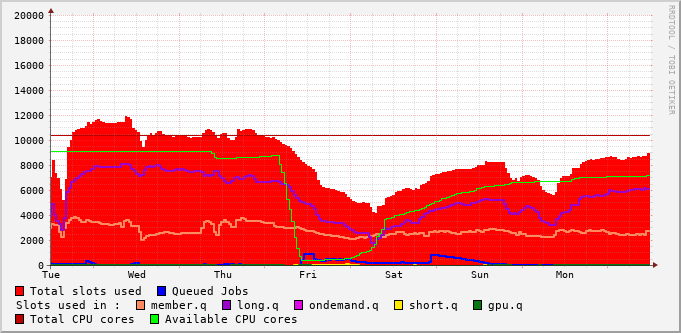 20000
18000
16000
14000
12000
10000
8000
6000
4000
2000
0
Tue Wed Thu Fri Sat Sun Mon
RRDTOOL / TOBI OETIKER
Total slots used Queued Jobs
Slots used in : member.q long.q ondemand.q short.q gpu.q
Total CPU cores Available CPU cores